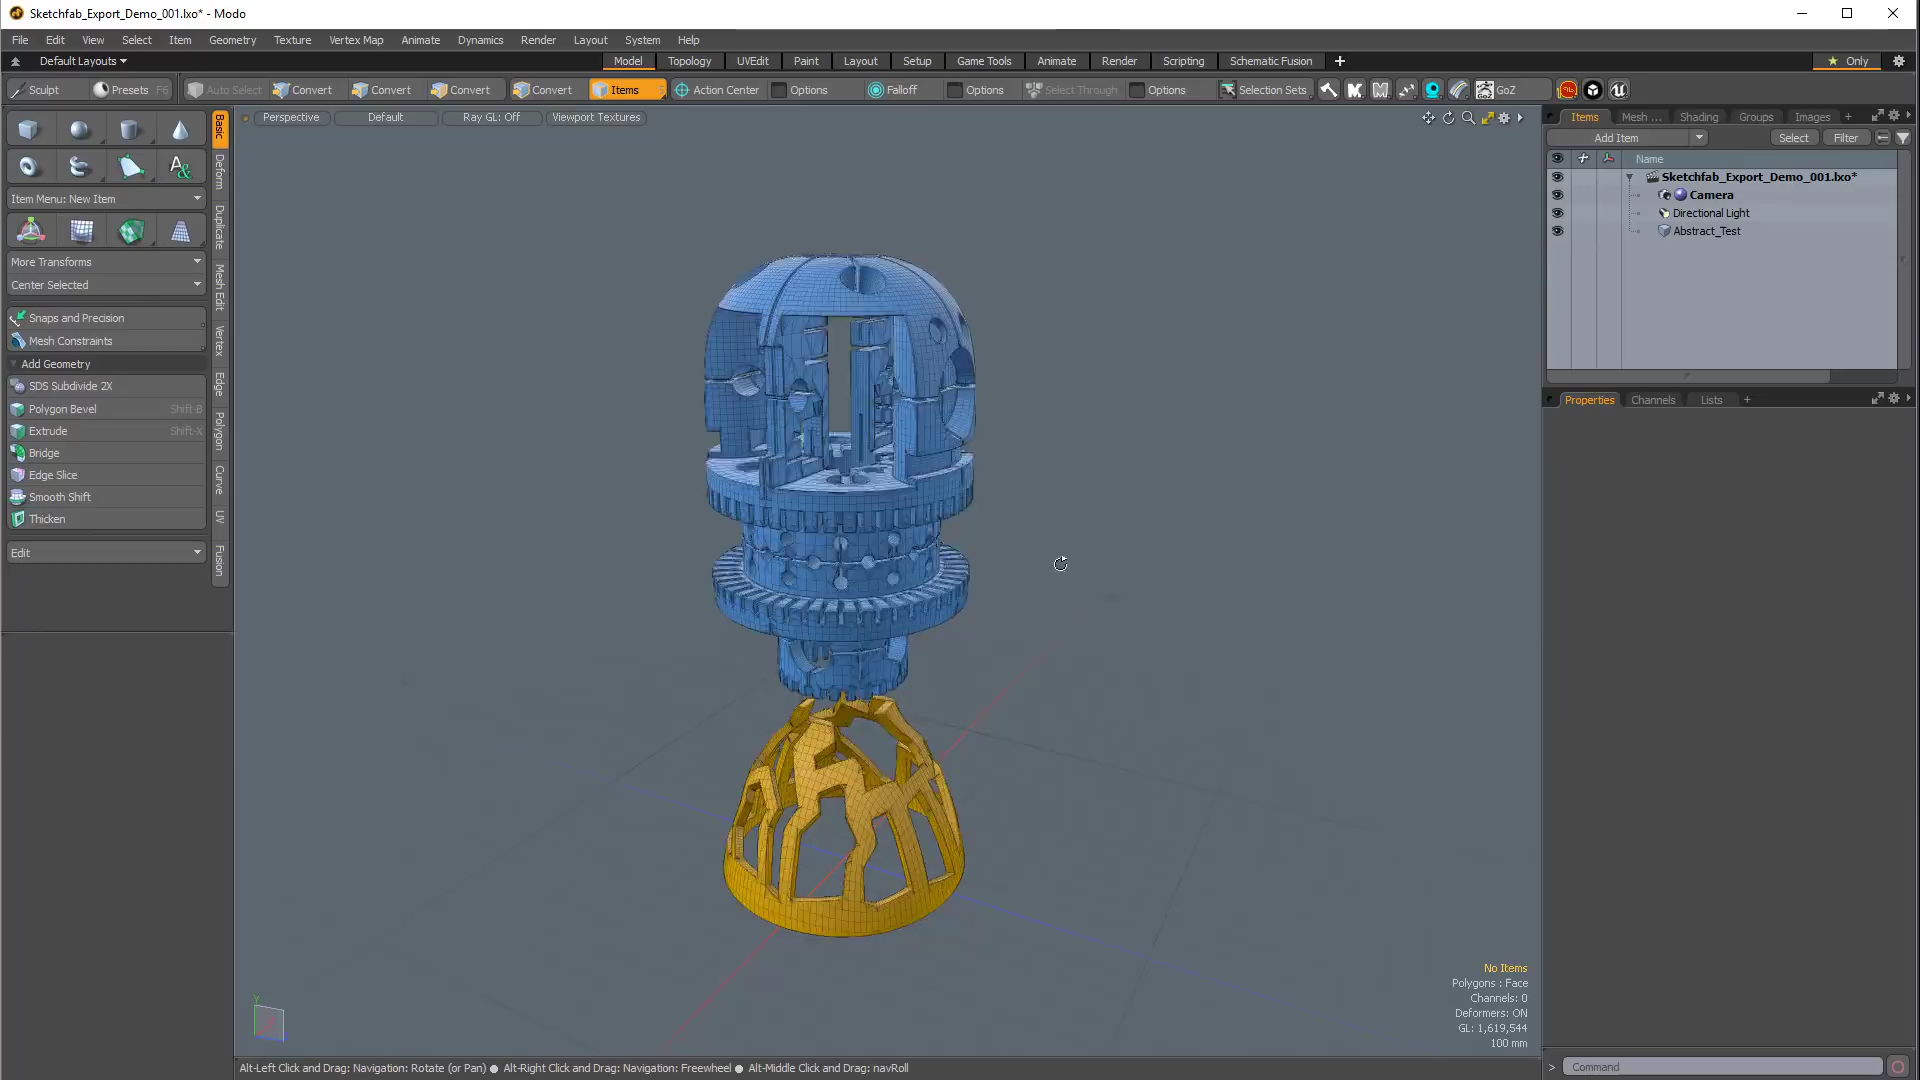 Sketchfab_Export_Demo_001.lxo* - Modo
File Edit View Select Item Geometry Texture Vertex Map Animate Dynamics Render Layout System Help
Default Layouts Model Topology UVEdit Paint Layout Setup Game Tools Animate Render Scripting Schematic Fusion + Only
Sculpt Presets F6 Auto Select Convert Convert Convert Convert Items 5 Action Center Options Falloff Options Select Through Options Selection Sets GoZ
Perspective Default Ray GL: Off Viewport Textures
Items Mesh ... Shading Groups Images +
Add Item Select Filter
Name
Sketchfab_Export_Demo_001.lxo*
Camera
Directional Light
Abstract_Test
Properties Channels Lists +
Item Menu: New Item
More Transforms
Center Selected
Snaps and Precision
Mesh Constraints
Add Geometry
SDS Subdivide 2X
Polygon Bevel Shift-B
Extrude Shift-X
Bridge
Edge Slice
Smooth Shift
Thicken
Edit
Basic
Deform
Duplicate
Mesh Edit
Vertex
Edge
Polygon
Curve
UV
Fusion
No Items
Polygons : Face
Channels: 0
Deformers: ON
GL: 1,619,544
100 mm
Y
Alt-Left Click and Drag: Navigation: Rotate (or Pan) ● Alt-Right Click and Drag: Navigation: Freewheel ● Alt-Middle Click and Drag: navRoll
> Command